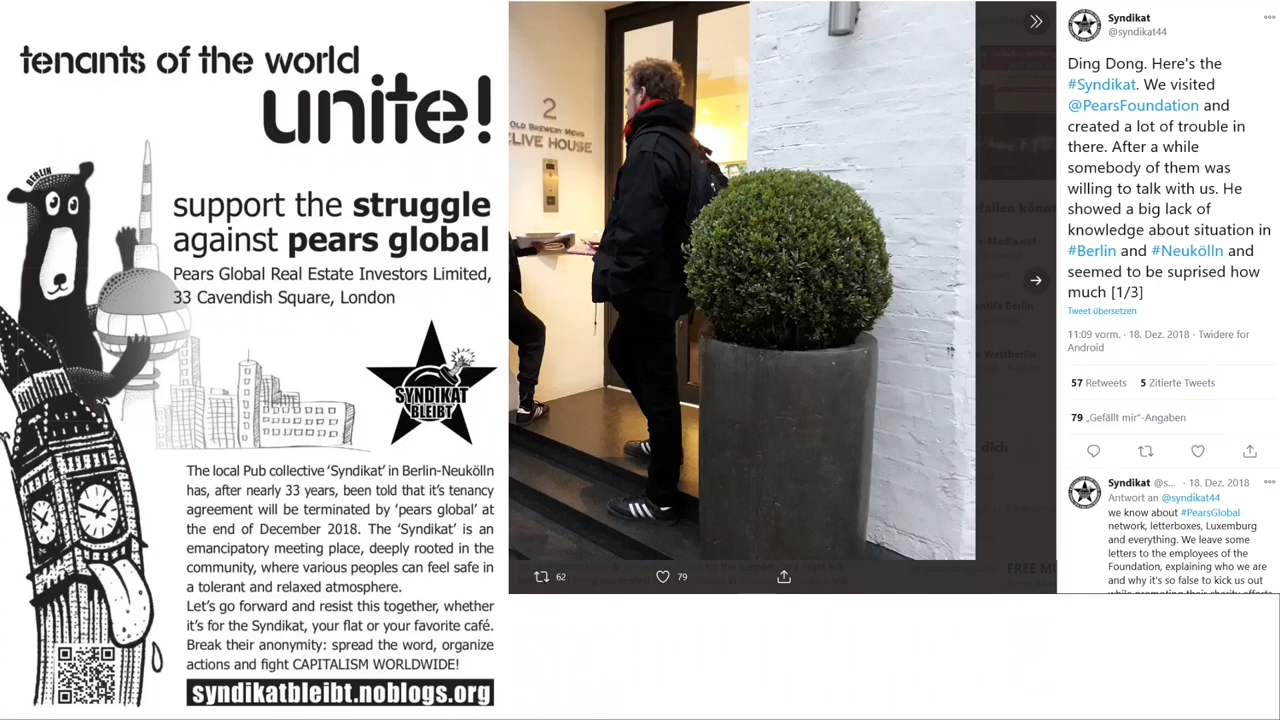 tenants of the world
unite!
BERLIN
support the struggle
against pears global
Pears Global Real Estate Investors Limited,
33 Cavendish Square, London
SYNDIKAT
BLEIBT
The local Pub collective ‘Syndikat’ in Berlin-Neukölln
has, after nearly 33 years, been told that it’s tenancy
agreement will be terminated by ‘pears global’ at
the end of December 2018. The ‘Syndikat’ is an
emancipatory meeting place, deeply rooted in the
community, where various peoples can feel safe in
a tolerant and relaxed atmosphere.
Let’s go forward and resist this together, whether
it’s for the Syndikat, your flat or your favorite café.
Break their anonymity: spread the word, organize
actions and fight CAPITALISM WORLDWIDE!
syndikatbleibt.noblogs.org
2
OLD BREWERY MEWS
CLIVE HOUSE
62
79
Syndikat
@syndikat44
Ding Dong. Here's the
#Syndikat. We visited
@PearsFoundation and
created a lot of trouble in
there. After a while
somebody of them was
willing to talk with us. He
showed a big lack of
knowledge about situation in
#Berlin and #Neukölln and
seemed to be suprised how
much [1/3]
Tweet übersetzen
11:09 vorm. · 18. Dez. 2018 · Twidere for
Android
57 Retweets 5 Zitierte Tweets
79 „Gefällt mir“-Angaben
Syndikat @s... · 18. Dez. 2018
Antwort an @syndikat44
we know about #PearsGlobal
network, letterboxes, Luxemburg
and everything. We leave some
letters to the employees of the
Foundation, explaining who we are
and why it's so false to kick us out
while promoting their charity efforts